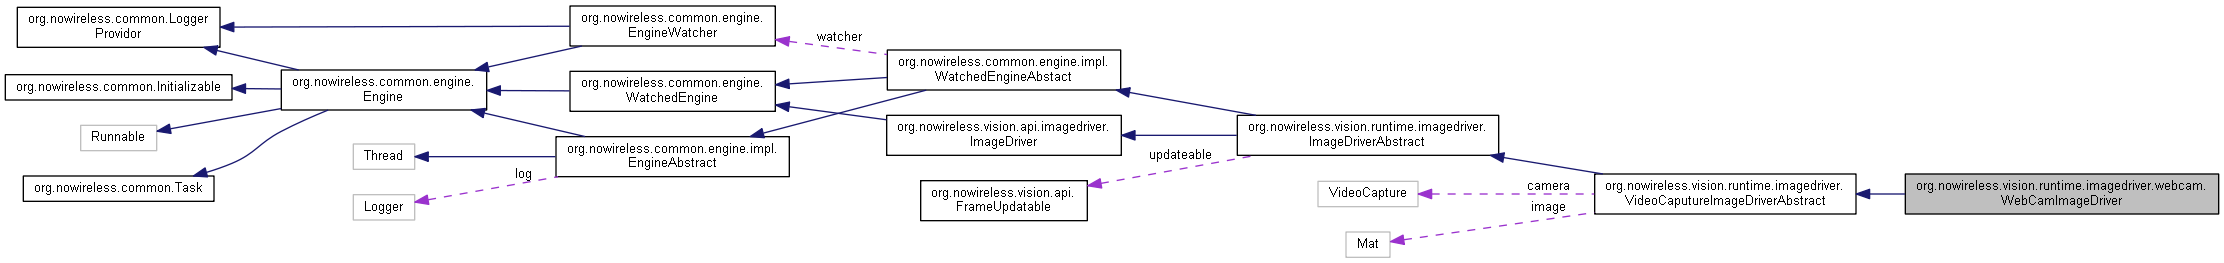 org.nowireless.common.Logger
Providor
org.nowireless.common.Initializable
Runnable
org.nowireless.common.Task
org.nowireless.common.engine.
Engine
Thread
Logger
log
org.nowireless.common.engine.
EngineWatcher
org.nowireless.common.engine.
WatchedEngine
org.nowireless.common.engine.impl.
EngineAbstract
watcher
org.nowireless.common.engine.impl.
WatchedEngineAbstact
org.nowireless.vision.api.imagedriver.
ImageDriver
org.nowireless.vision.api.
FrameUpdatable
updateable
org.nowireless.vision.runtime.imagedriver.
ImageDriverAbstract
VideoCapture
Mat
camera
image
org.nowireless.vision.runtime.imagedriver.
VideoCaputureImageDriverAbstract
org.nowireless.vision.runtime.imagedriver.webcam.
WebCamImageDriver